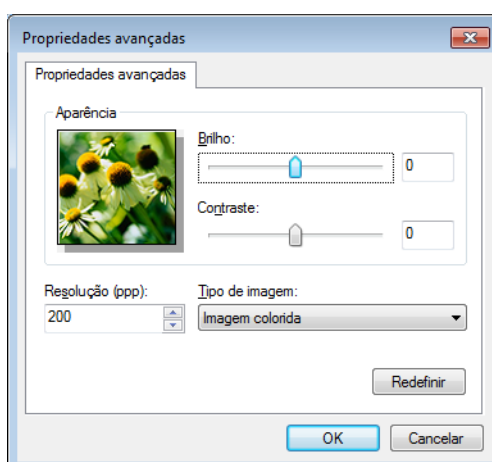 Propriedades avançadas
Propriedades avançadas
Aparência
Brilho:
0
Contraste:
0
Resolução (ppp):
Tipo de imagem:
200
Imagem colorida
Redefinir
OK
Cancelar